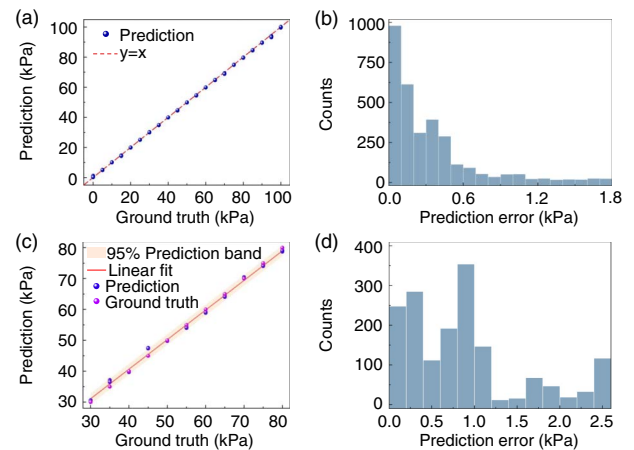 (a)
Prediction
y=x
100
80
60
40
20
0
Prediction (kPa)
0 20 40 60 80 100
Ground truth (kPa)
(b)
1000
750
500
250
0
Counts
0.0 0.6 1.2 1.8
Prediction error (kPa)
(c)
95% Prediction band
Linear fit
Prediction
Ground truth
80
70
60
50
40
30
Prediction (kPa)
30 40 50 60 70 80
Ground truth (kPa)
(d)
400
300
200
100
0
Counts
0.0 0.5 1.0 1.5 2.0 2.5
Prediction error (kPa)